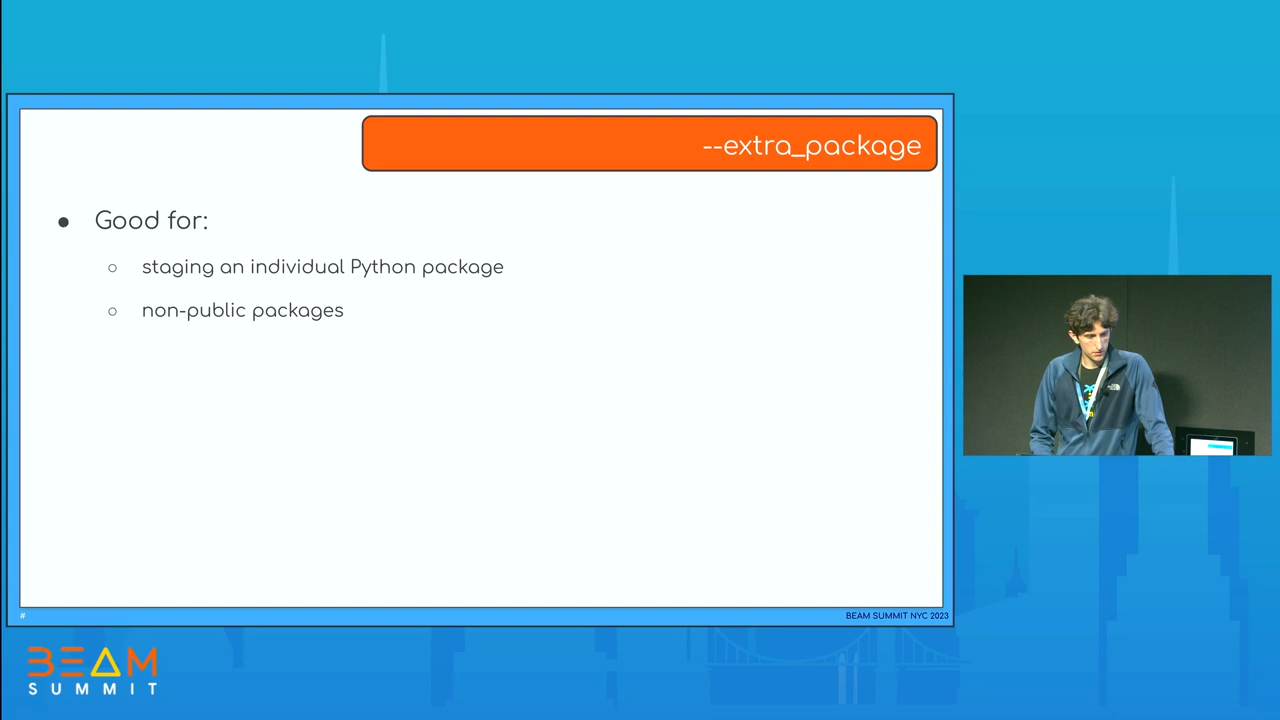 --extra_package
● Good for:
○ staging an individual Python package
○ non-public packages
#
BEAM SUMMIT NYC 2023
BEAM
SUMMIT